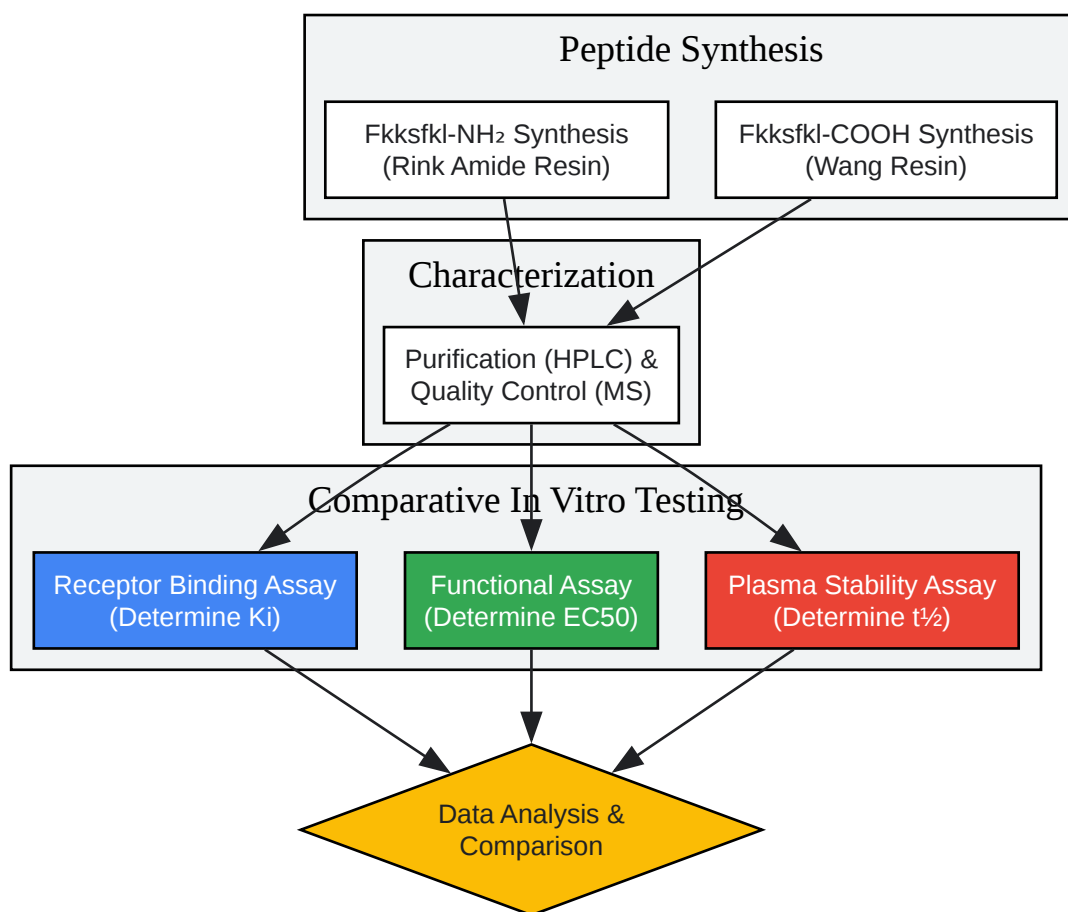 Peptide Synthesis
Fkksfkl-NH₂ Synthesis
(Rink Amide Resin)
Fkksfkl-COOH Synthesis
(Wang Resin)
Characterization
Purification (HPLC) &
Quality Control (MS)
Comparative In Vitro Testing
Receptor Binding Assay
(Determine Ki)
Functional Assay
(Determine EC50)
Plasma Stability Assay
(Determine t½)
Data Analysis &
Comparison